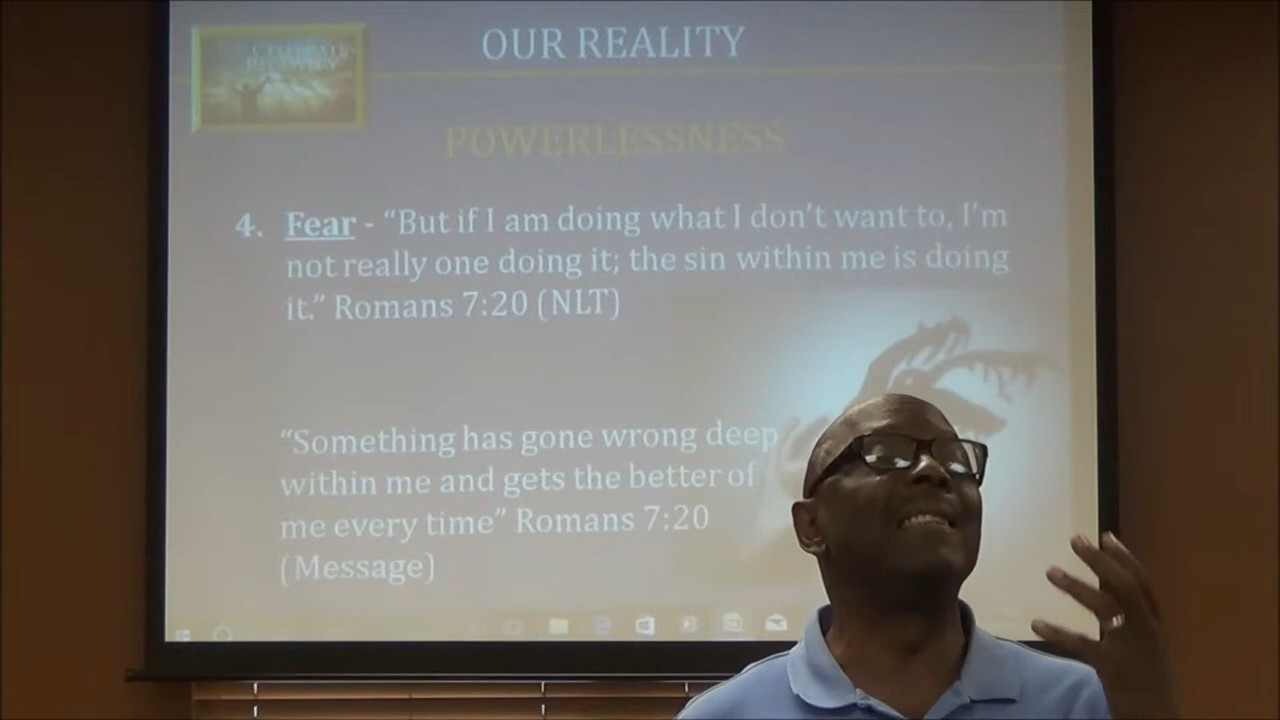 CELEBRATE
RECOVERY
OUR REALITY
POWERLESSNESS
4. Fear - “But if I am doing what I don’t want to, I’m
not really one doing it; the sin within me is doing
it.” Romans 7:20 (NLT)
“Something has gone wrong deep
within me and gets the better of
me every time” Romans 7:20
(Message)